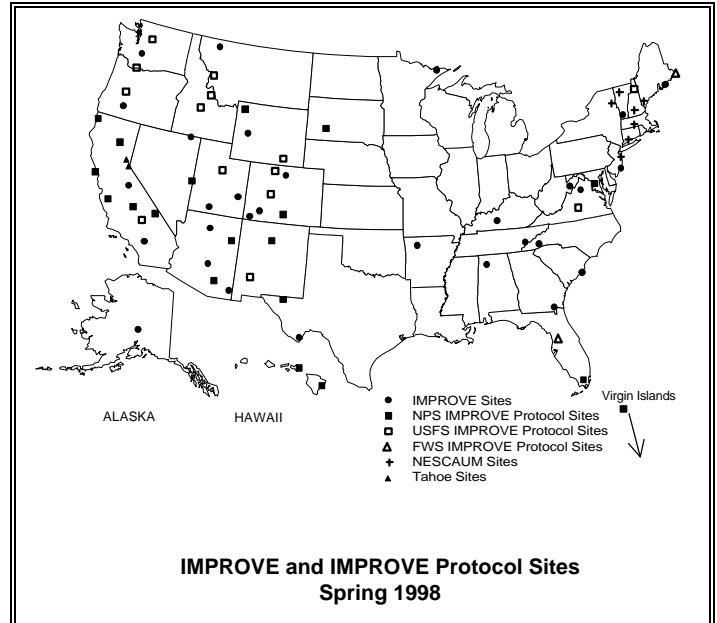 Virgin Islands
ALASKA
HAWAII
IMPROVE Sites
NPS IMPROVE Protocol Sites
USFS IMPROVE Protocol Sites
FWS IMPROVE Protocol Sites
NESCAUM Sites
Tahoe Sites
IMPROVE and IMPROVE Protocol Sites
Spring 1998